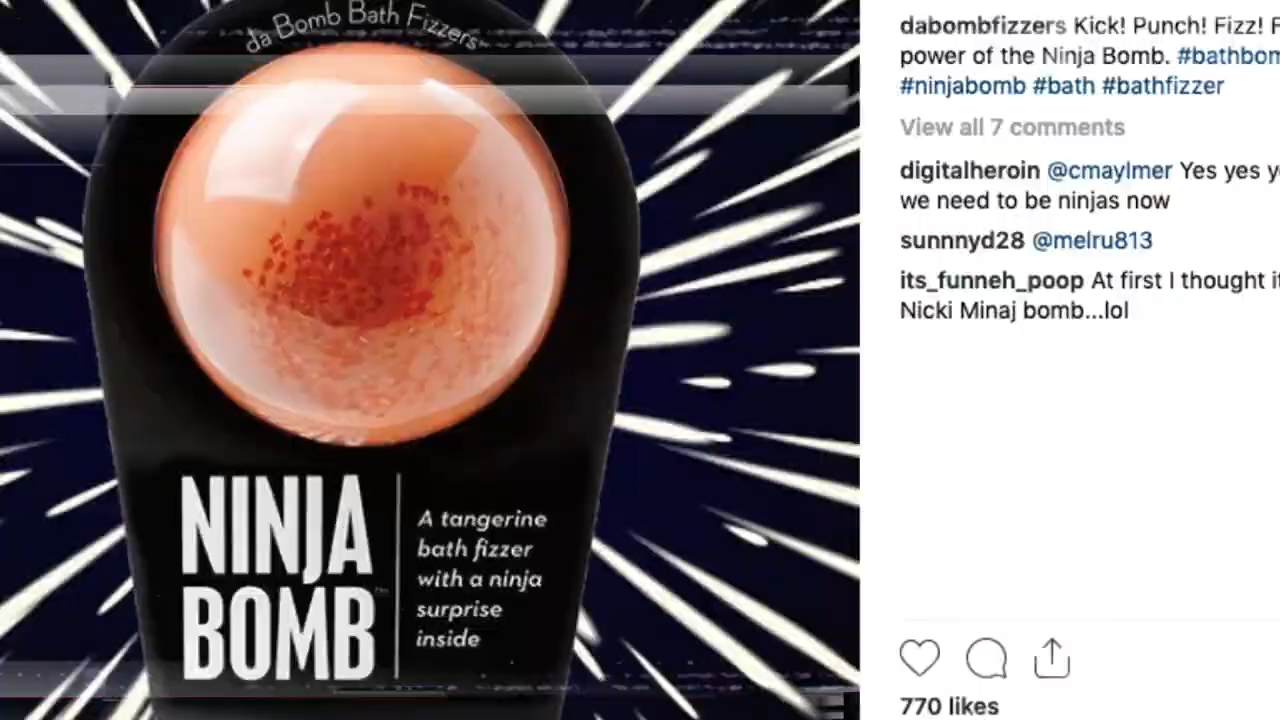 da Bomb Bath Fizzers
NINJA
BOMB
A tangerine
bath fizzer
with a ninja
surprise
inside
dabombfizzers Kick! Punch! Fizz! F
power of the Ninja Bomb. #bathbom
#ninjabomb #bath #bathfizzer
View all 7 comments
digitalheroin @cmaylmer Yes yes y
we need to be ninjas now
sunnnyd28 @melru813
its_funneh_poop At first I thought it
Nicki Minaj bomb...lol
770 likes